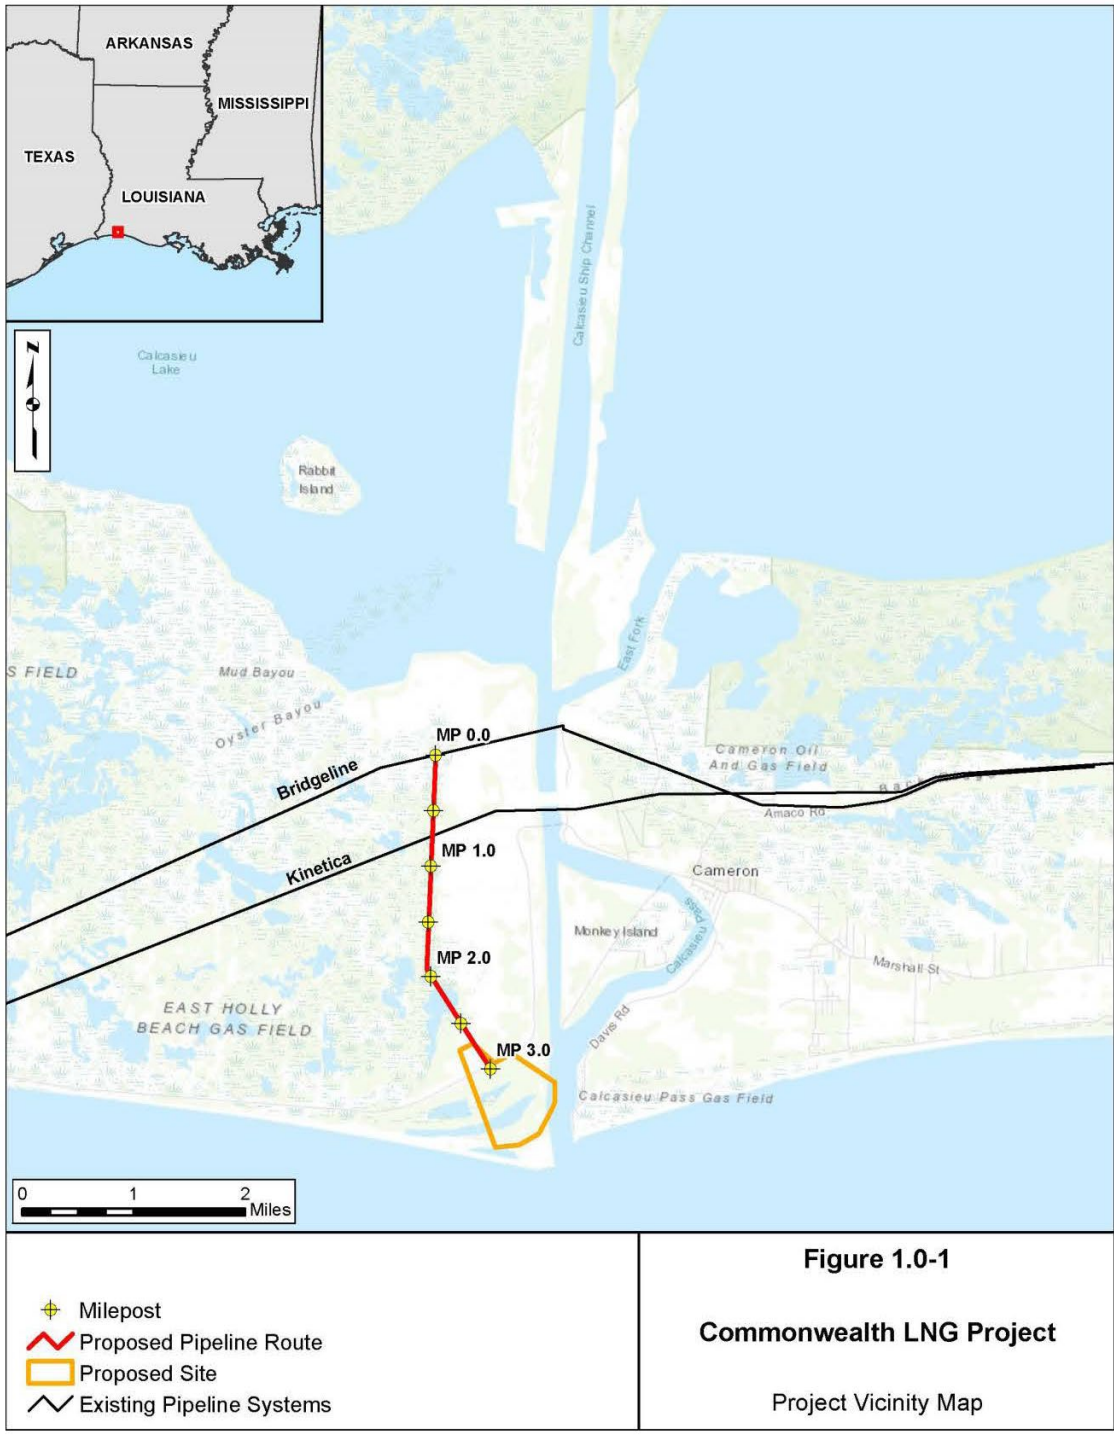 ARKANSAS
MISSISSIPPI
TEXAS
LOUISIANA
N
Calcasieu Ship Channel
Calcasieu
Lake
Rabbit
Island
East Fork
S FIELD
Mud Bayou
Oyster Bayou
MP 0.0
Cameron Oil
And Gas Field
Bridgeline
Amaco Rd
Kinetica
MP 1.0
Cameron
Monkey Island
Calcasieu Pass
MP 2.0
Marshall St
EAST HOLLY
BEACH GAS FIELD
Davis Rd
MP 3.0
Calcasieu Pass Gas Field
0 1 2
Miles
Figure 1.0-1
Commonwealth LNG Project
Project Vicinity Map
Milepost
Proposed Pipeline Route
Proposed Site
Existing Pipeline Systems